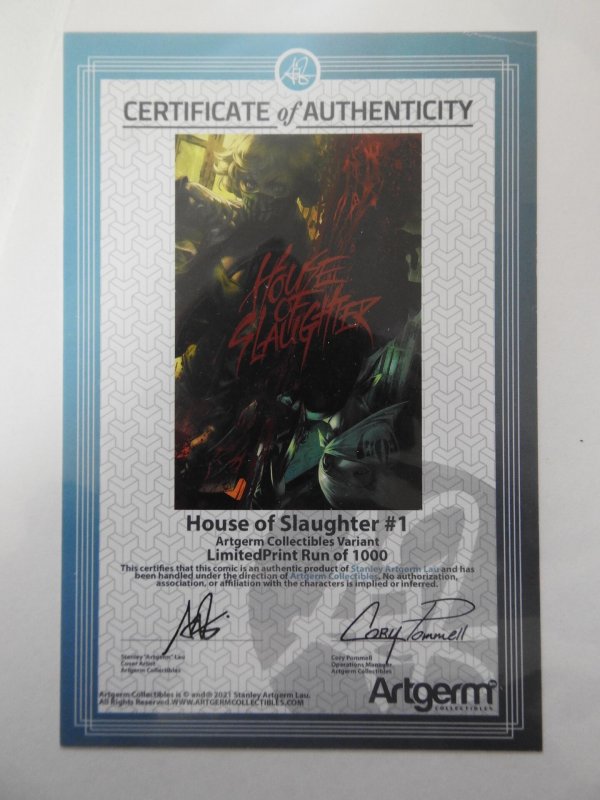 CERTIFICATE of AUTHENTICITY
HOUSE
OF
SLAUGHTER
House of Slaughter #1
Artgerm Collectibles Variant
LimitedPrint Run of 1000
This certifies that this comic is an authentic product of Stanley Artgerm Lau and has
been handled under the direction of Artgerm Collectibles. No authorization,
association, or affiliation with the characters is implied or inferred.
Cory Pommell
Stanley "Artgerm" Lau
Cover Artist
Artgerm Collectibles
Cory Pommell
Operations Manager
Artgerm Collectibles
Artgerm
COLLECTIBLES
Artgerm Collectibles is © and® 2021 Stanley Artgerm Lau.
All Rights Reserved.WWW.ARTGERMCOLLECTIBLES.COM